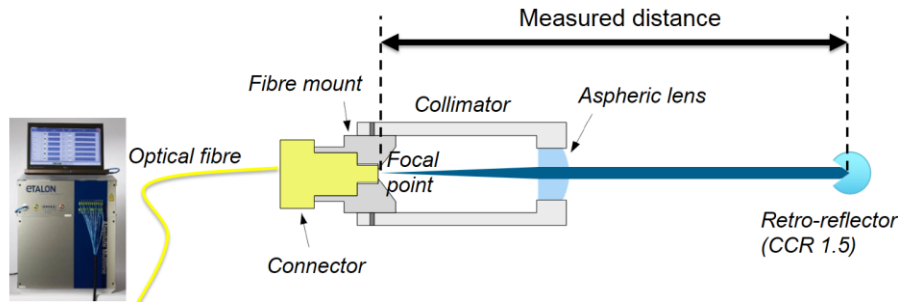 Measured distance
Fibre mount
Collimator
Aspheric lens
Optical fibre
Focal
point
eTALON
Connector
Retro-reflector
(CCR 1.5)